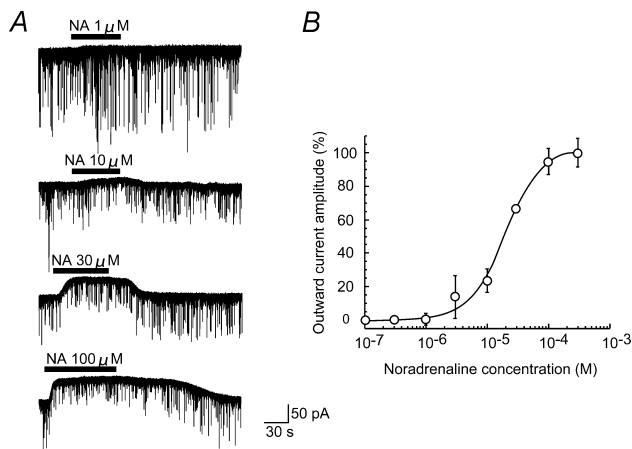 A
NA 1 μM
NA 10 μM
NA 30 μM
NA 100 μM
50 pA
30 s
B
Outward current amplitude (%)
100
80
60
40
20
0
10-7
10-6
10-5
10-4
10-3
Noradrenaline concentration (M)